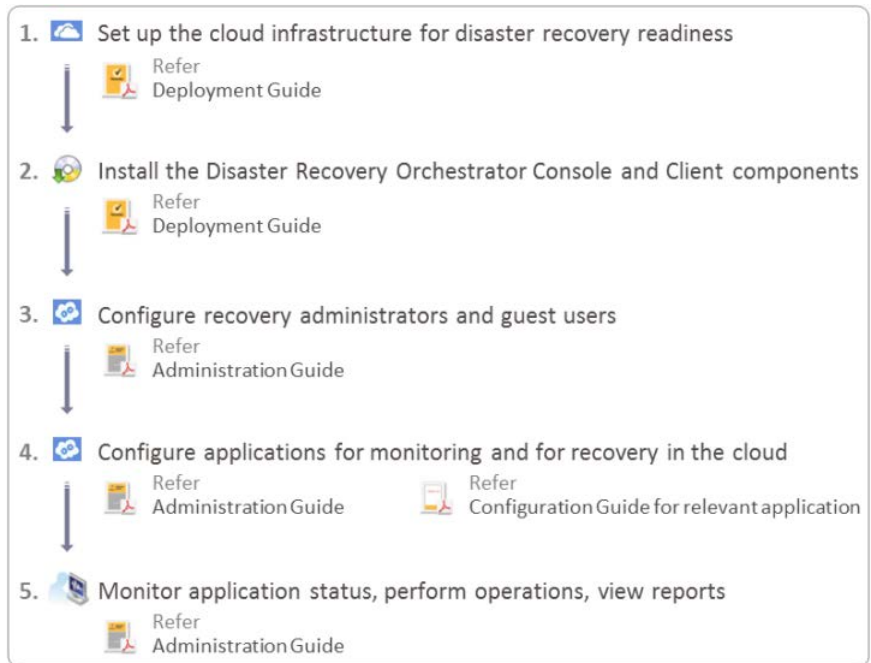 1. Set up the cloud infrastructure for disaster recovery readiness
Refer
Deployment Guide
2. Install the Disaster Recovery Orchestrator Console and Client components
Refer
Deployment Guide
3. Configure recovery administrators and guest users
Refer
Administration Guide
4. Configure applications for monitoring and for recovery in the cloud
Refer
Administration Guide
Refer
Configuration Guide for relevant application
5. Monitor application status, perform operations, view reports
Refer
Administration Guide